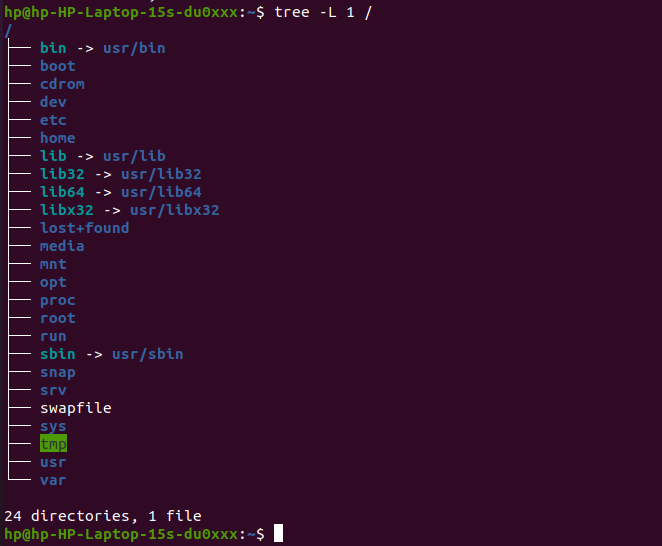 hp@hp-HP-Laptop-15s-du0xxx:~$ tree -L 1 /
/
├── bin -> usr/bin
├── boot
├── cdrom
├── dev
├── etc
├── home
├── lib -> usr/lib
├── lib32 -> usr/lib32
├── lib64 -> usr/lib64
├── libx32 -> usr/libx32
├── lost+found
├── media
├── mnt
├── opt
├── proc
├── root
├── run
├── sbin -> usr/sbin
├── snap
├── srv
├── swapfile
├── sys
├── tmp
├── usr
└── var

24 directories, 1 file
hp@hp-HP-Laptop-15s-du0xxx:~$